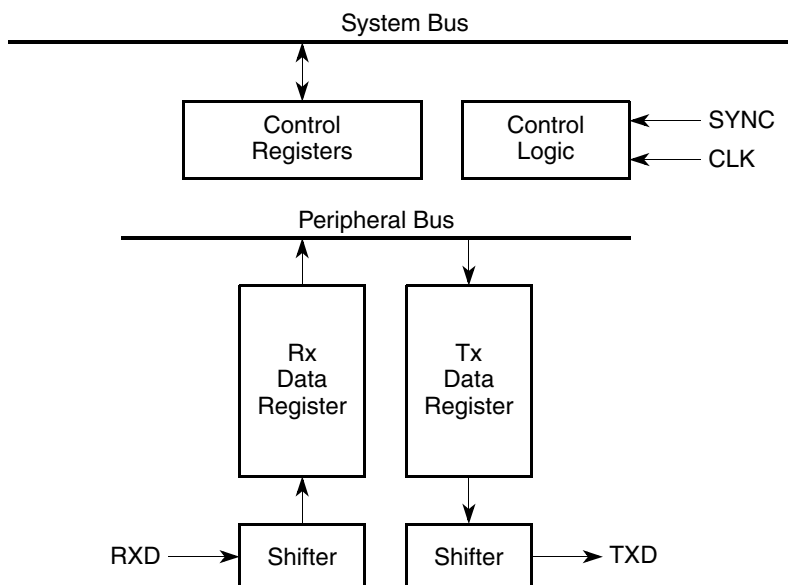 System Bus
Control
Registers
Control
Logic
SYNC
CLK
Peripheral Bus
Rx
Data
Register
Tx
Data
Register
RXD
Shifter
Shifter
TXD